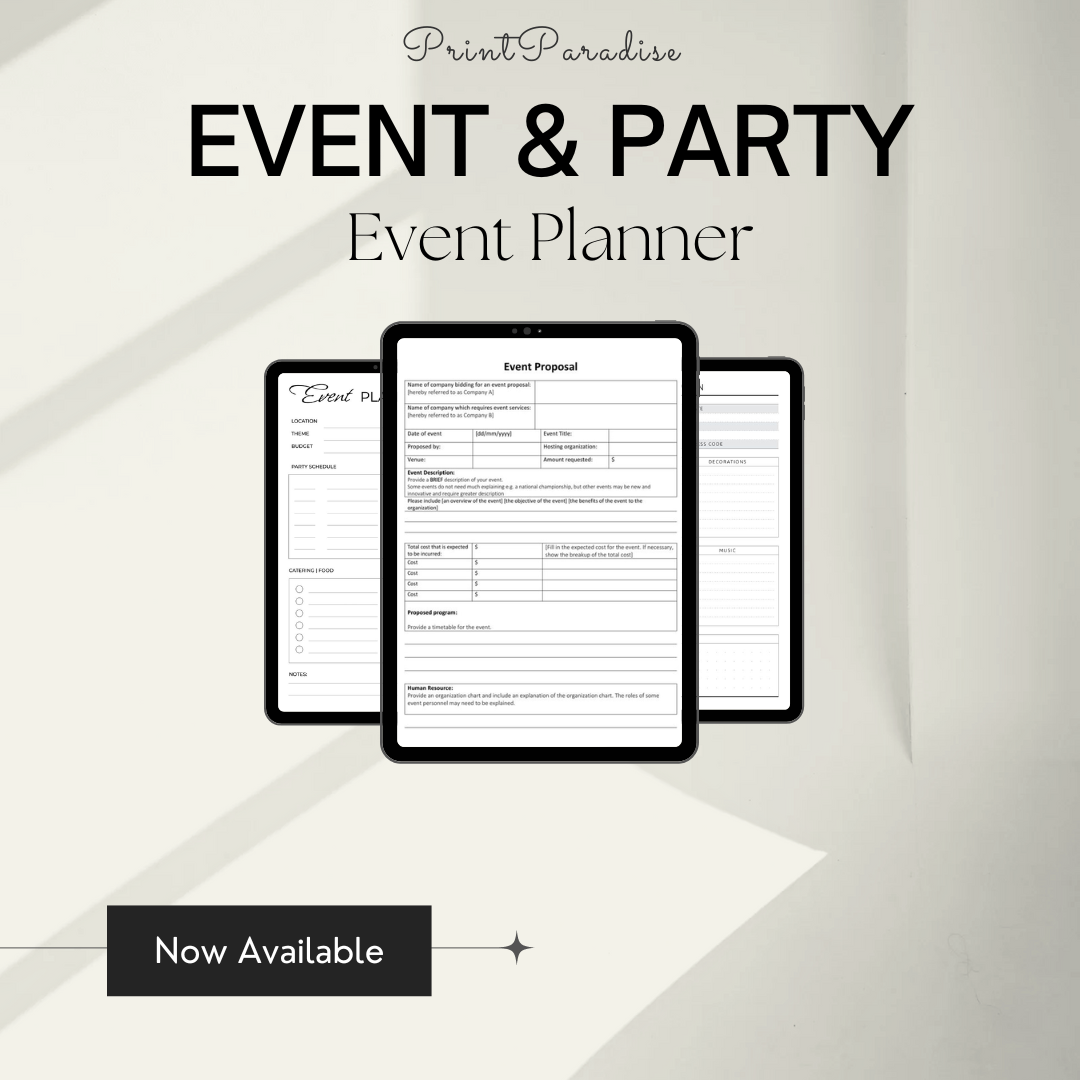 PrintParadise
EVENT & PARTY
Event Planner
Event
LOCATION
THEME
BUDGET
PARTY SCHEDULE
CATERING | FOOD
NOTES:
Event Proposal
Name of company bidding for an event proposal:
[hereby referred to as Company A]
Name of company which requires event services:
[hereby referred to as Company B]
Date of event [dd/mm/yyyy] Event Title:
Proposed by: Hosting organization:
Venue: Amount requested: $
Event Description:
Provide a BRIEF description of your event.
Some events do not need much explaining e.g. a national championship, but other events may be new and
innovative and require greater description
Please include [an overview of the event] [the objective of the event] [the benefits of the event to the
organization]
Total cost that is expected $ [Fill in the expected cost for the event. If necessary,
to be incurred: show the breakup of the total cost]
Cost $
Cost $
Cost $
Cost $
Proposed program:
Provide a timetable for the event.
Human Resource:
Provide an organization chart and include an explanation of the organization chart. The roles of some
event personnel may need to be explained.
CODE
DECORATIONS
MUSIC
Now Available